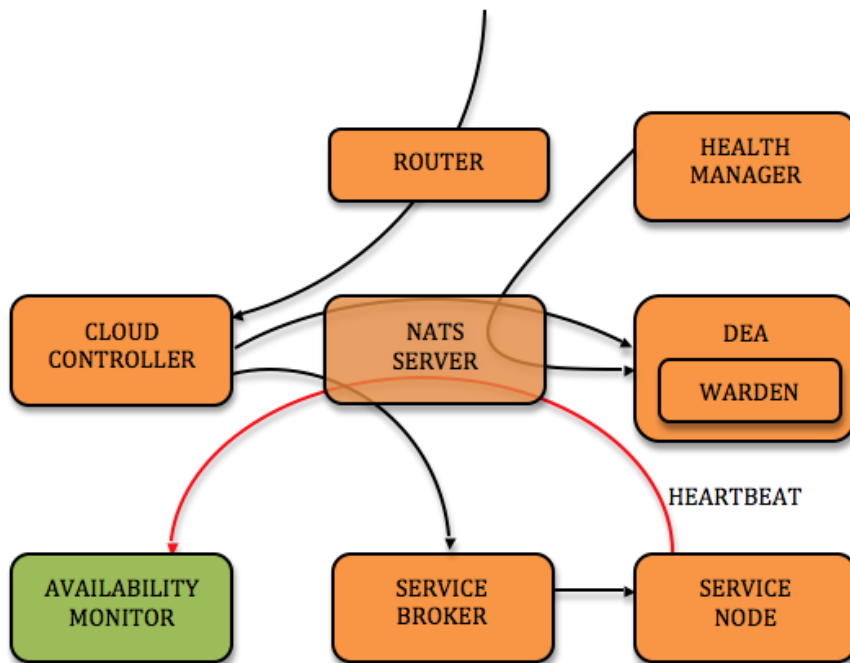 ROUTER
HEALTH
MANAGER
CLOUD
CONTROLLER
NATS
SERVER
DEA
WARDEN
HEARTBEAT
AVAILABILITY
MONITOR
SERVICE
BROKER
SERVICE
NODE